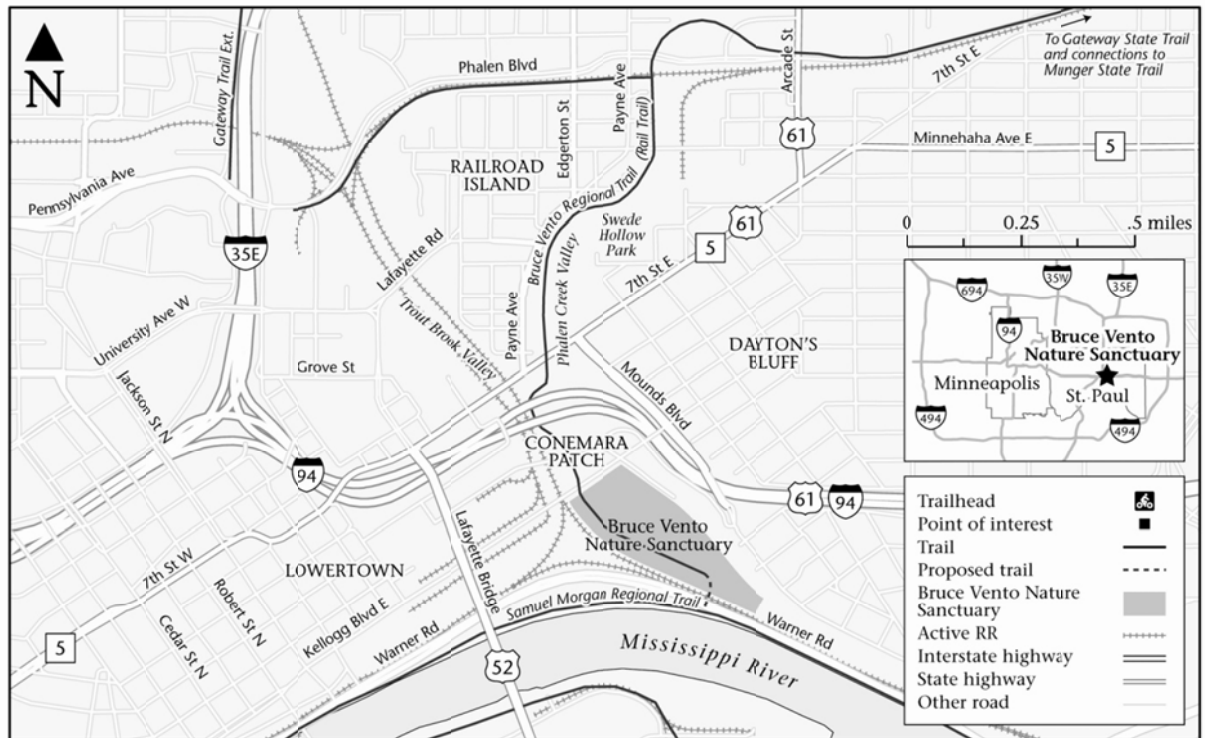 N
Gateway Trail Ext.
Phalen Blvd
Edgerton St
Payne Ave
(Rail Trail)
Bruce Vento Regional Trail
Arcade St
61
7th St E
To Gateway State Trail
and connections to
Munger State Trail
Minnehaha Ave E
5
Pennsylvania Ave
35E
RAILROAD
ISLAND
Lafayette Rd
Trout Brook Valley
Swede
Hollow
Park
61
5
7th St E
0 0.25 .5 miles
University Ave W
Jackson St N
Grove St
Payne Ave
Phalen Creek Valley
Mounds Blvd
DAYTON'S
BLUFF
694
35W
35E
94
Bruce Vento
Nature Sanctuary
Minneapolis
St. Paul
494
494
CONEMARA
PATCH
94
61
94
Bruce Vento
Nature Sanctuary
7th St W
LOWERTOWN
Lafayette Bridge
Robert St N
Cedar St N
Kellogg Blvd E
Warner Rd
Samuel Morgan Regional Trail
Warner Rd
5
52
Mississippi River
Trailhead
Point of interest
Trail
Proposed trail
Bruce Vento Nature
Sanctuary
Active RR
Interstate highway
State highway
Other road